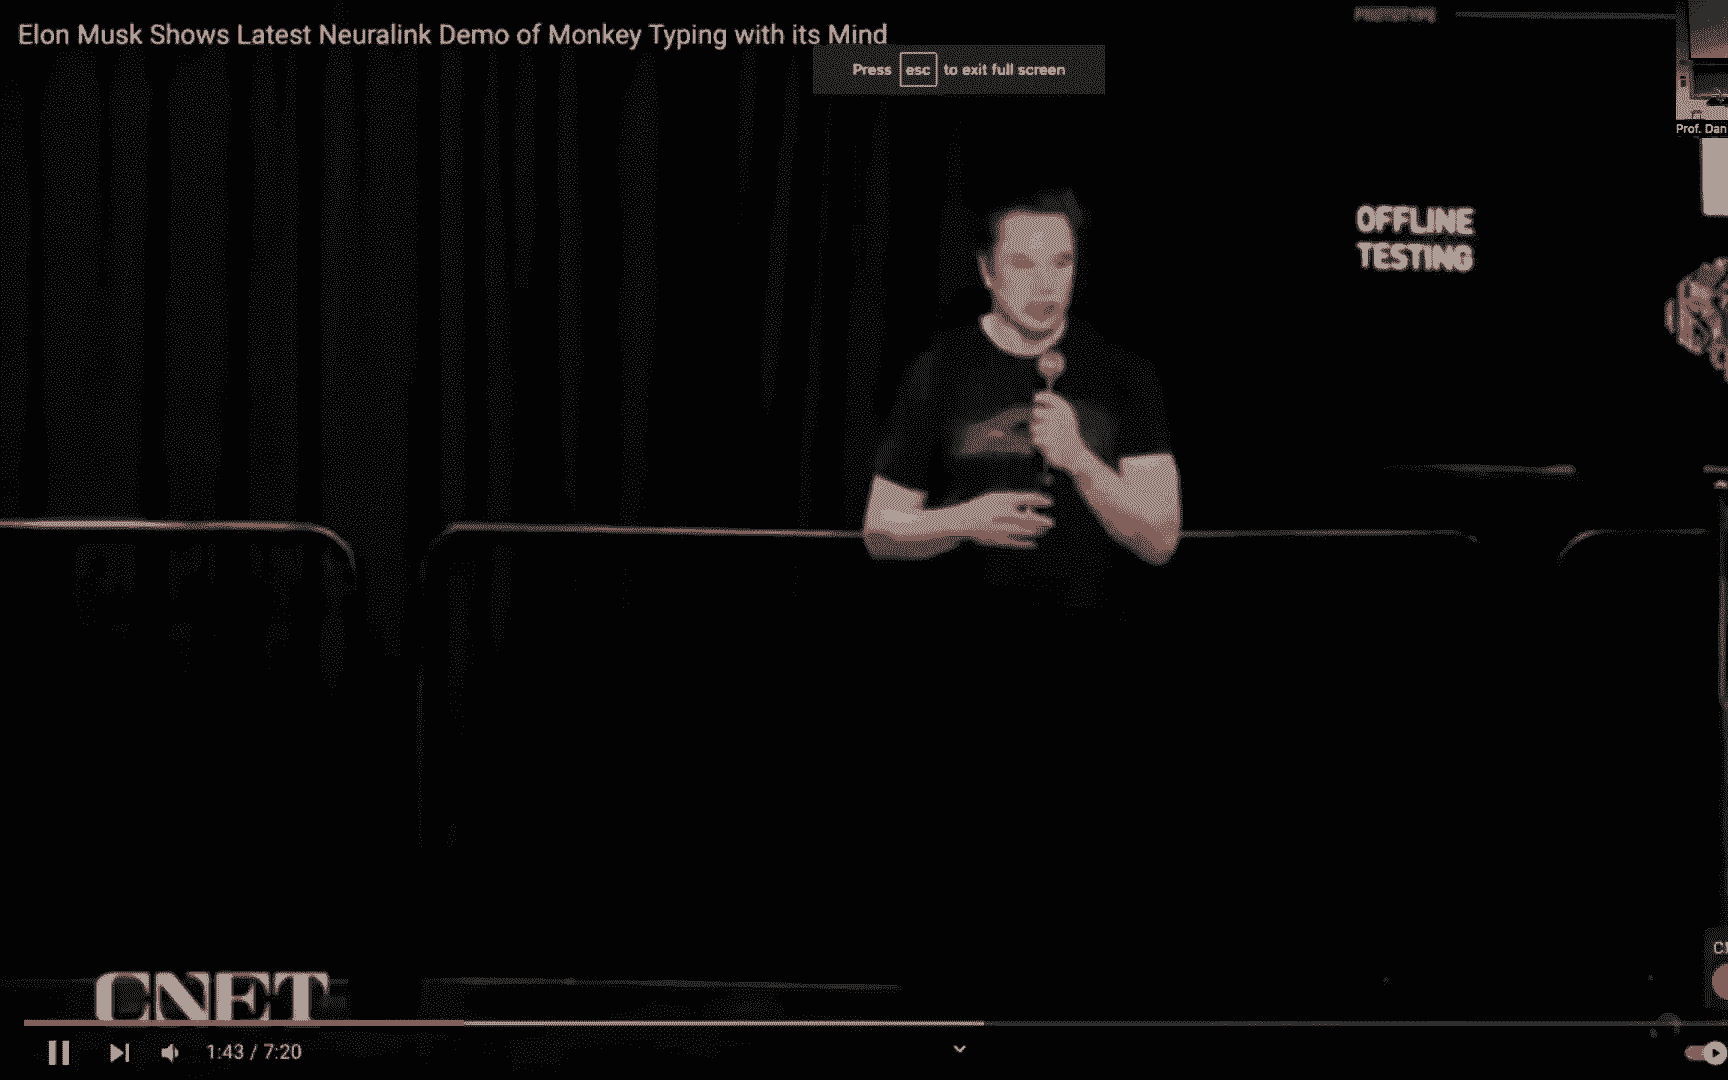 Elon Musk Shows Latest Neuralink Demo of Monkey Typing with its Mind
Press esc to exit full screen
Prof. Dan
OFFLINE
TESTING
CNET
1:43 / 7:20